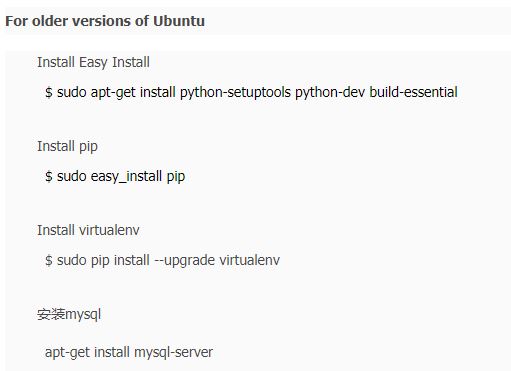 For older versions of Ubuntu
Install Easy Install
$ sudo apt-get install python-setuptools python-dev build-essential
Install pip
$ sudo easy_install pip
Install virtualenv
$ sudo pip install --upgrade virtualenv
安装mysql
apt-get install mysql-server